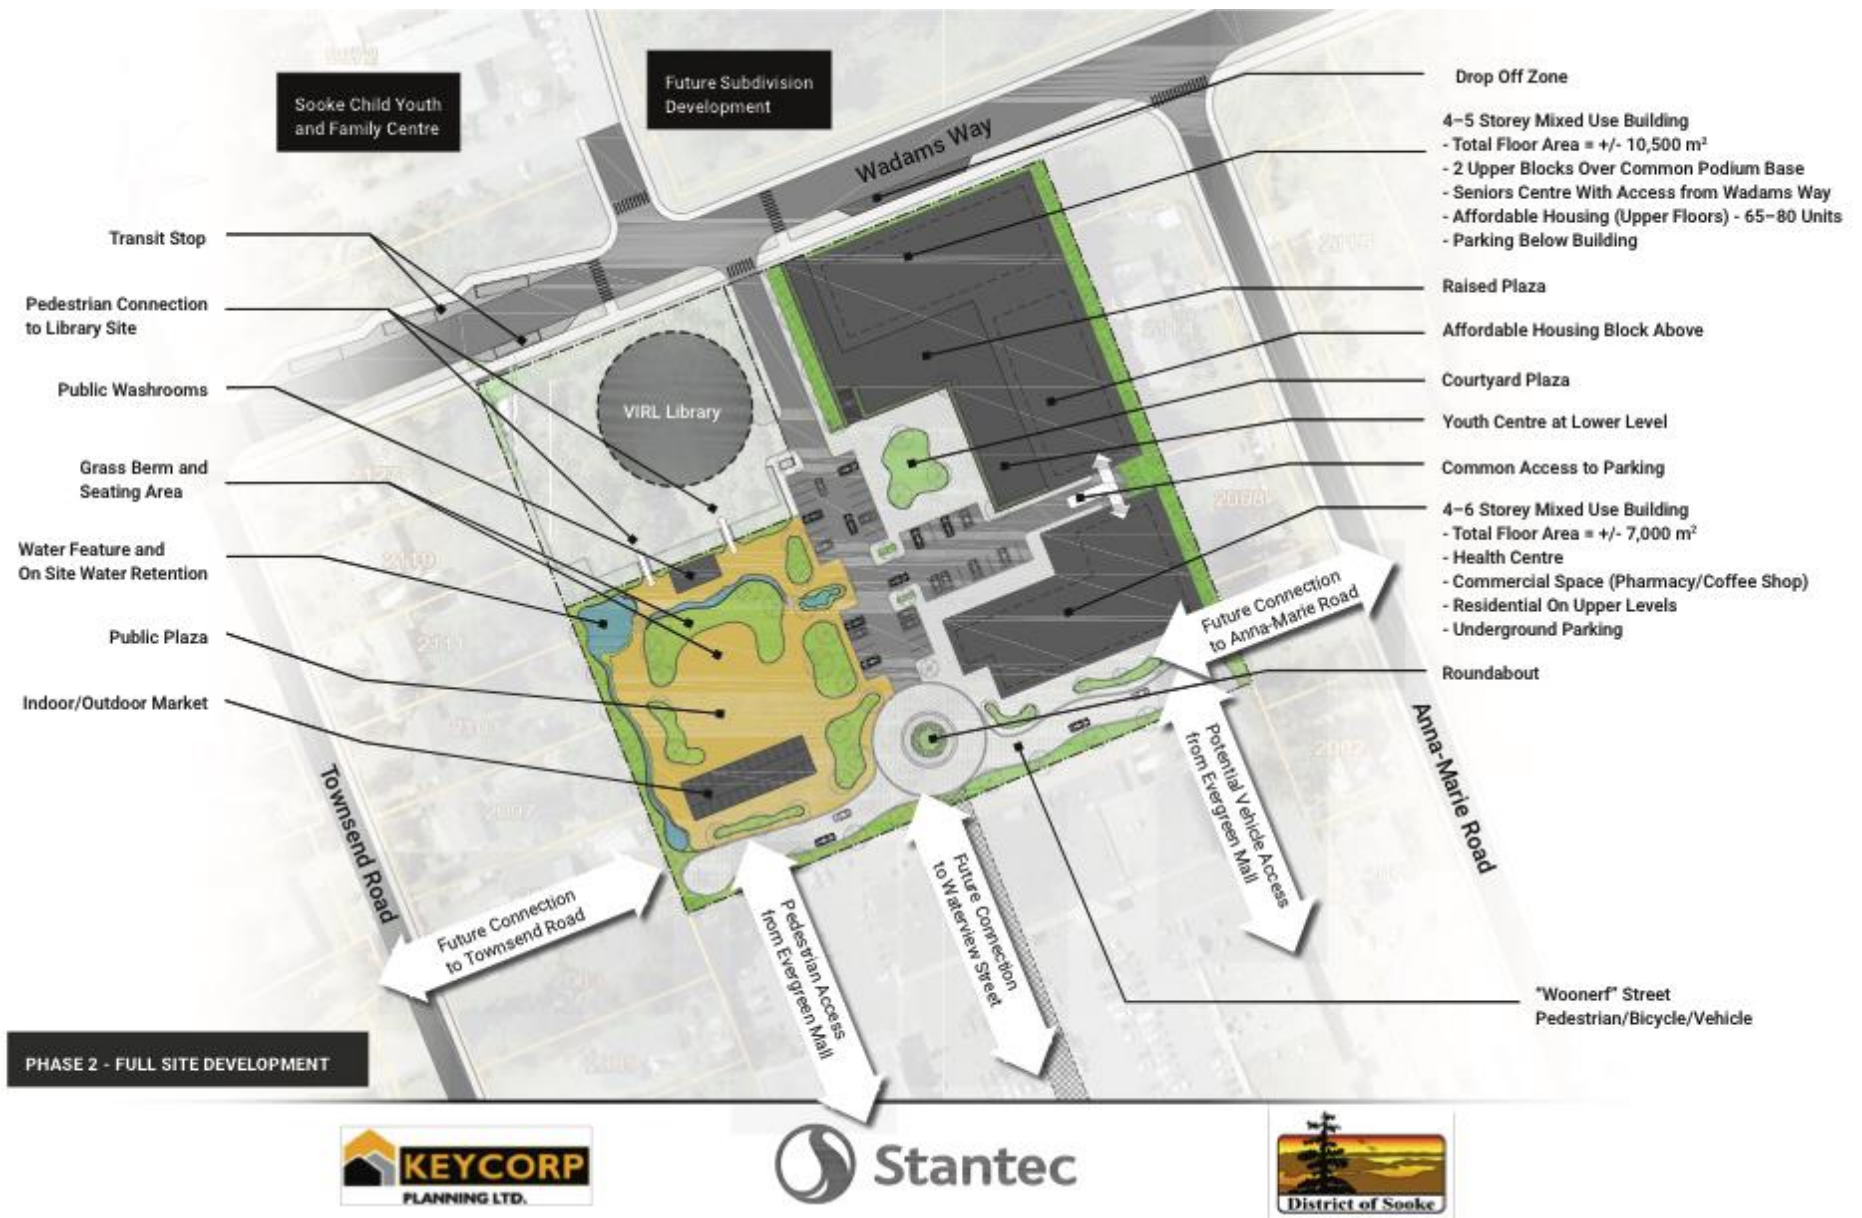 Sooke Child Youth
and Family Centre
Future Subdivision
Development
Wadams Way
Drop Off Zone
4–5 Storey Mixed Use Building
- Total Floor Area = +/- 10,500 m²
- 2 Upper Blocks Over Common Podium Base
- Seniors Centre With Access from Wadams Way
- Affordable Housing (Upper Floors) - 65–80 Units
- Parking Below Building
Transit Stop
Pedestrian Connection
to Library Site
Public Washrooms
Grass Berm and
Seating Area
Water Feature and
On Site Water Retention
Public Plaza
Indoor/Outdoor Market
VIRL Library
Raised Plaza
Affordable Housing Block Above
Courtyard Plaza
Youth Centre at Lower Level
Common Access to Parking
4–6 Storey Mixed Use Building
- Total Floor Area = +/- 7,000 m²
- Health Centre
- Commercial Space (Pharmacy/Coffee Shop)
- Residential On Upper Levels
- Underground Parking
Roundabout
Future Connection
to Anna-Marie Road
Potential Vehicle Access
from Evergreen Mall
Anna-Marie Road
Townsend Road
Future Connection
to Townsend Road
Pedestrian Access
from Evergreen Mall
Future Connection
to Waterview Street
"Woonerf" Street
Pedestrian/Bicycle/Vehicle
PHASE 2 - FULL SITE DEVELOPMENT
KEYCORP
PLANNING LTD.
Stantec
District of Sooke